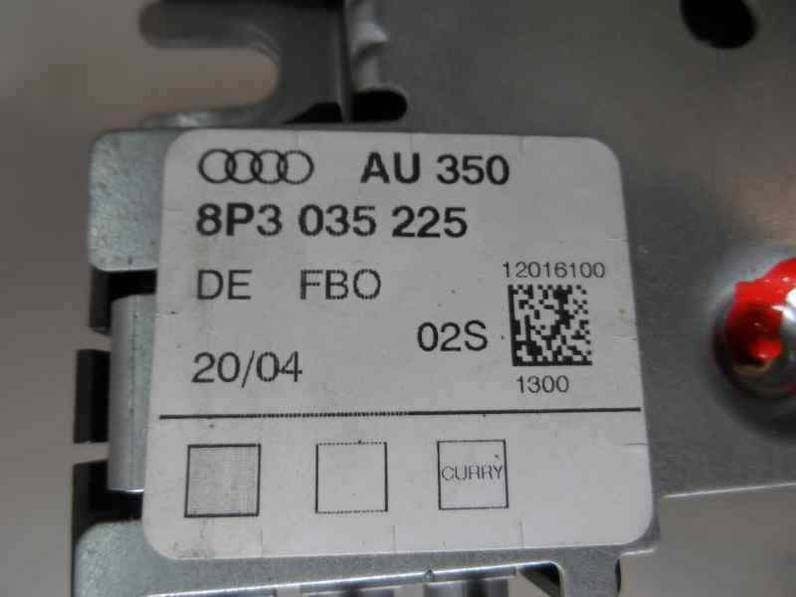 AU 350
8P3 035 225
DE FBO
12016100
02S
20/04
1300
CURRY